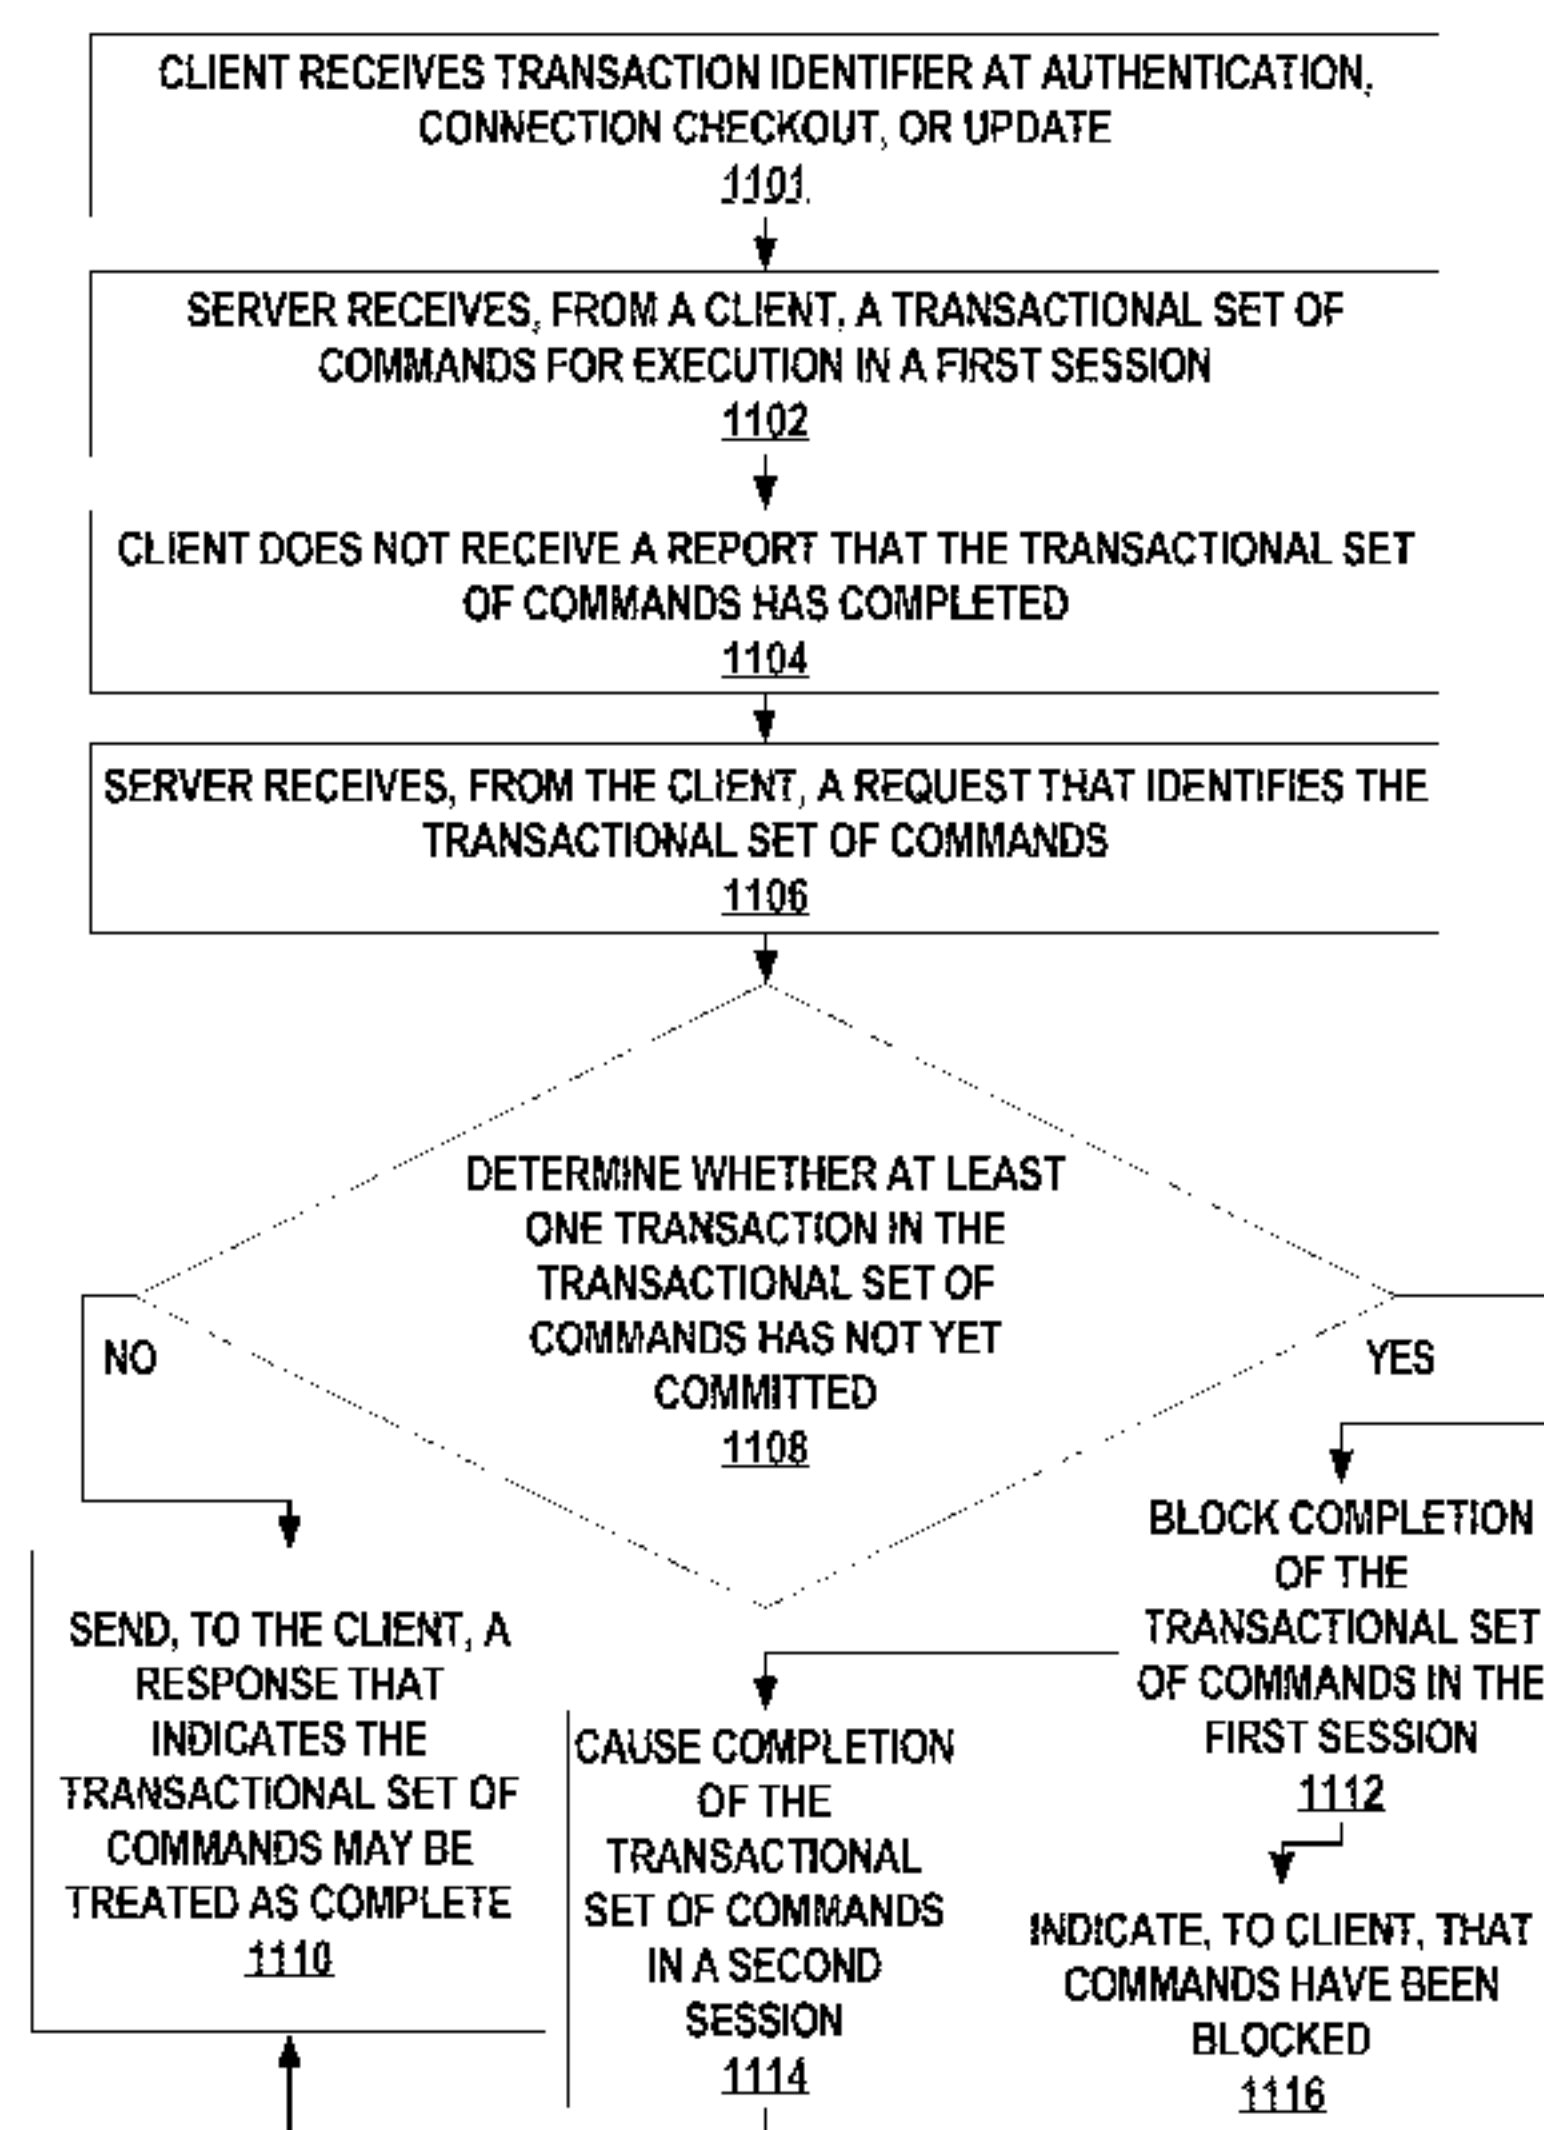 CLIENT RECEIVES TRANSACTION IDENTIFIER AT AUTHENTICATION,
CONNECTION CHECKOUT, OR UPDATE
1101
SERVER RECEIVES, FROM A CLIENT, A TRANSACTIONAL SET OF
COMMANDS FOR EXECUTION IN A FIRST SESSION
1102
CLIENT DOES NOT RECEIVE A REPORT THAT THE TRANSACTIONAL SET
OF COMMANDS HAS COMPLETED
1104
SERVER RECEIVES, FROM THE CLIENT, A REQUEST THAT IDENTIFIES THE
TRANSACTIONAL SET OF COMMANDS
1106
DETERMINE WHETHER AT LEAST
ONE TRANSACTION IN THE
TRANSACTIONAL SET OF
COMMANDS HAS NOT YET
COMMITTED
1108
NO
YES
SEND, TO THE CLIENT, A
RESPONSE THAT
INDICATES THE
TRANSACTIONAL SET OF
COMMANDS MAY BE
TREATED AS COMPLETE
1110
BLOCK COMPLETION
OF THE
TRANSACTIONAL SET
OF COMMANDS IN THE
FIRST SESSION
1112
CAUSE COMPLETION
OF THE
TRANSACTIONAL
SET OF COMMANDS
IN A SECOND
SESSION
1114
INDICATE, TO CLIENT, THAT
COMMANDS HAVE BEEN
BLOCKED
1116